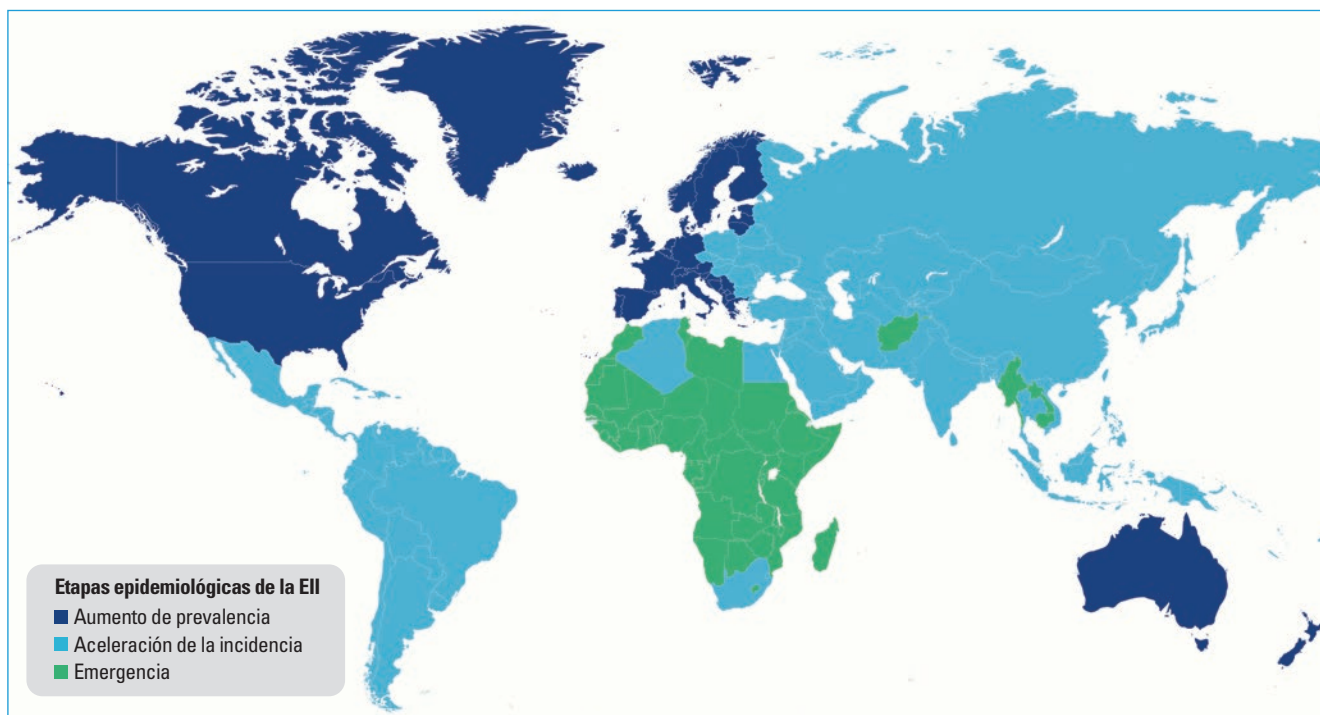 Etapas epidemiológicas de la EII
Aumento de prevalencia
Aceleración de la incidencia
Emergencia